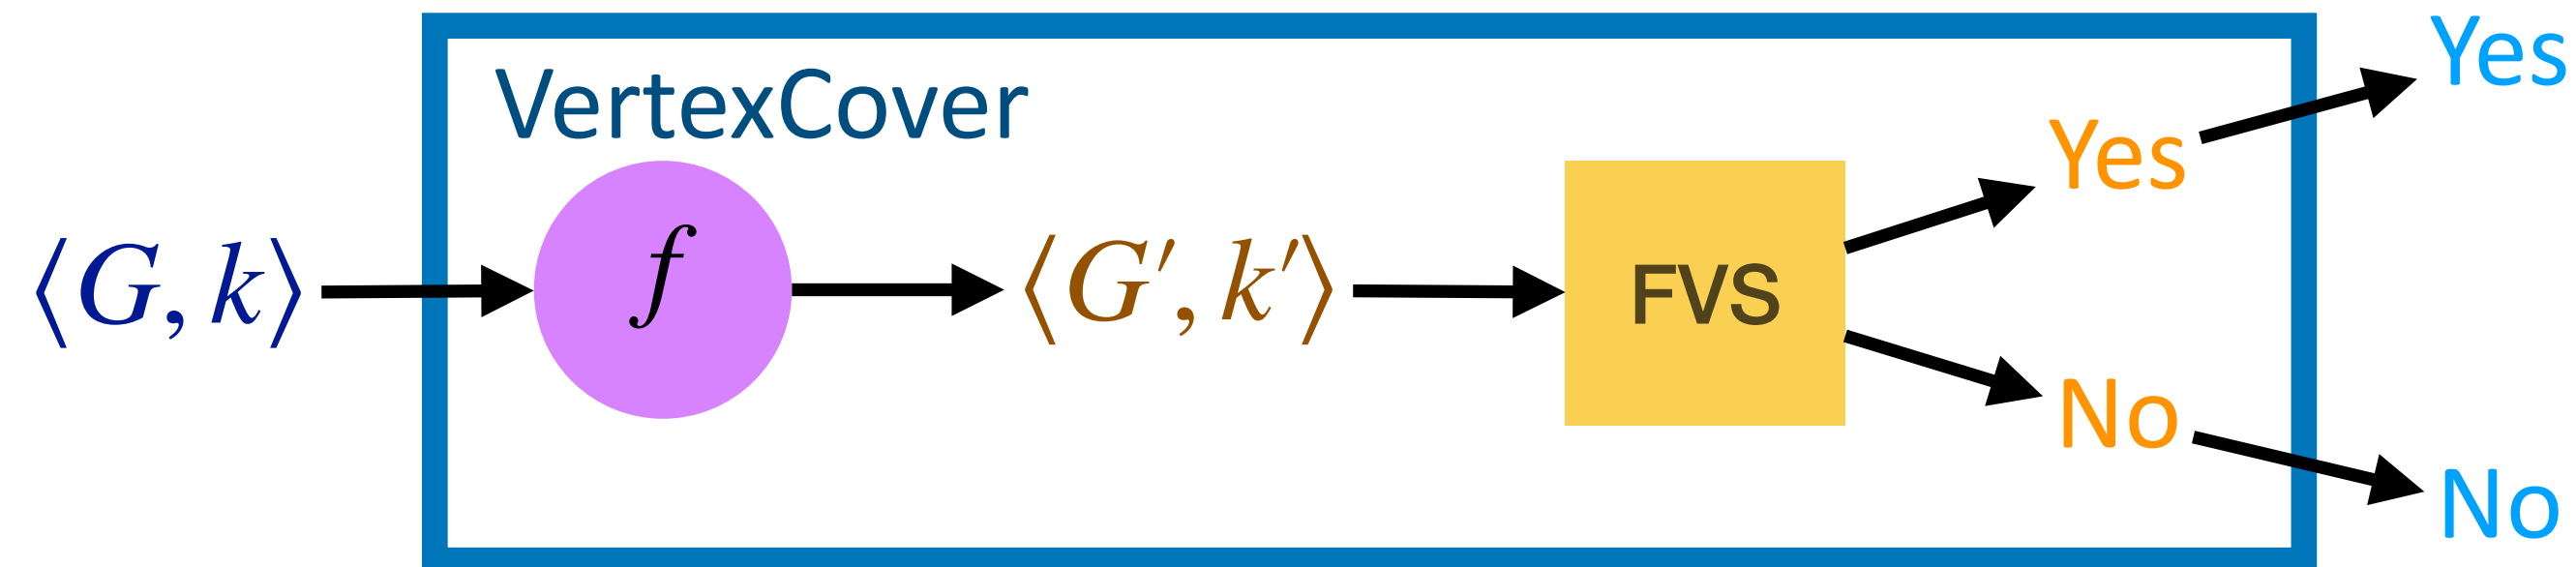 VertexCover
⟨G, k⟩
f
⟨G′, k′⟩
FVS
Yes
No
Yes
No